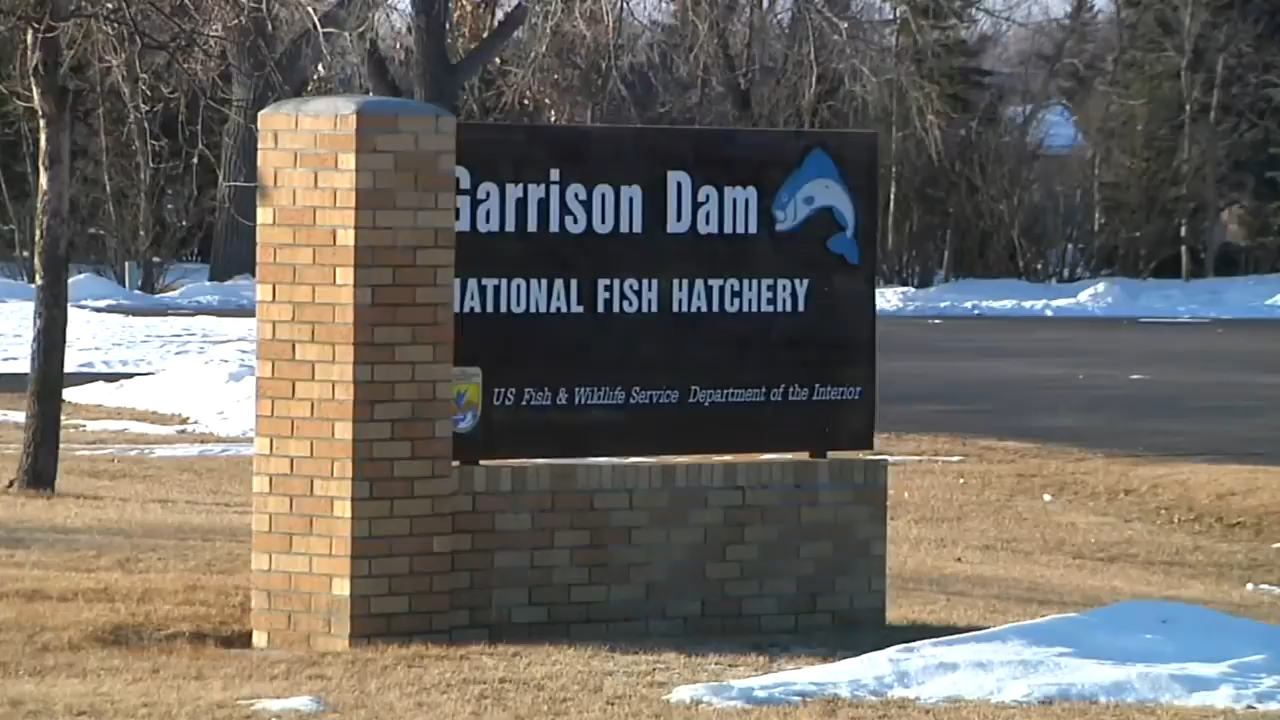 Garrison Dam
NATIONAL FISH HATCHERY
US Fish & Wildlife Service Department of the Interior